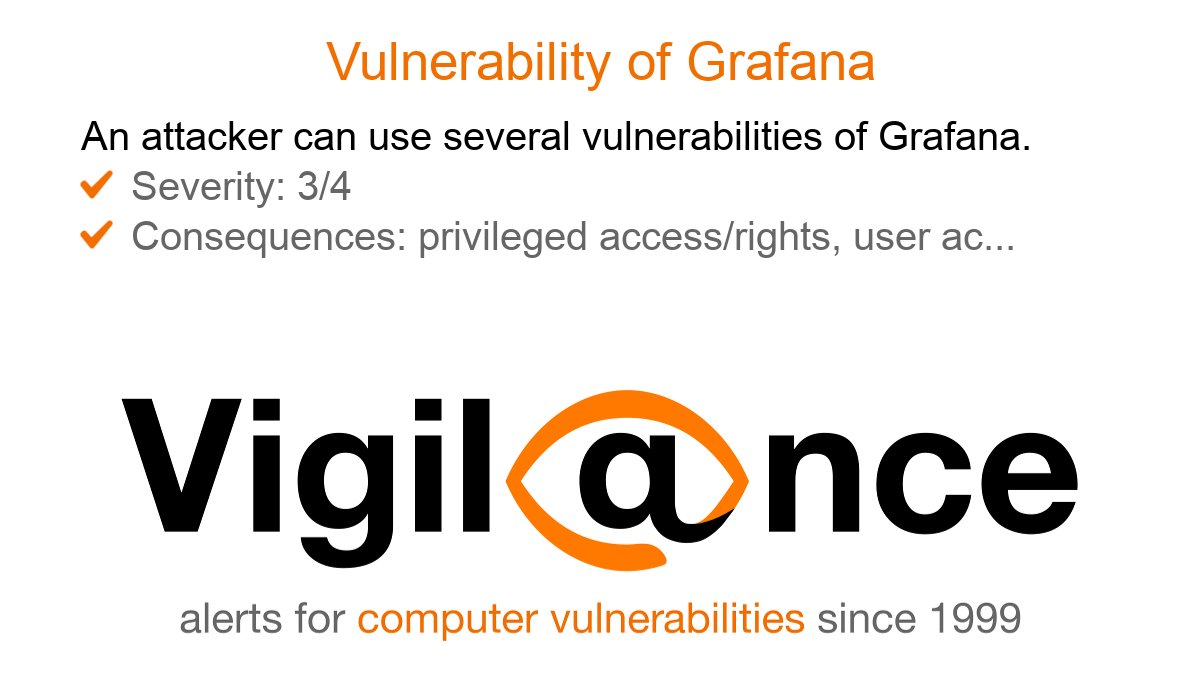 Vulnerability of Grafana
An attacker can use several vulnerabilities of Grafana.
Severity: 3/4
Consequences: privileged access/rights, user ac...
Vigil@nce
alerts for computer vulnerabilities since 1999